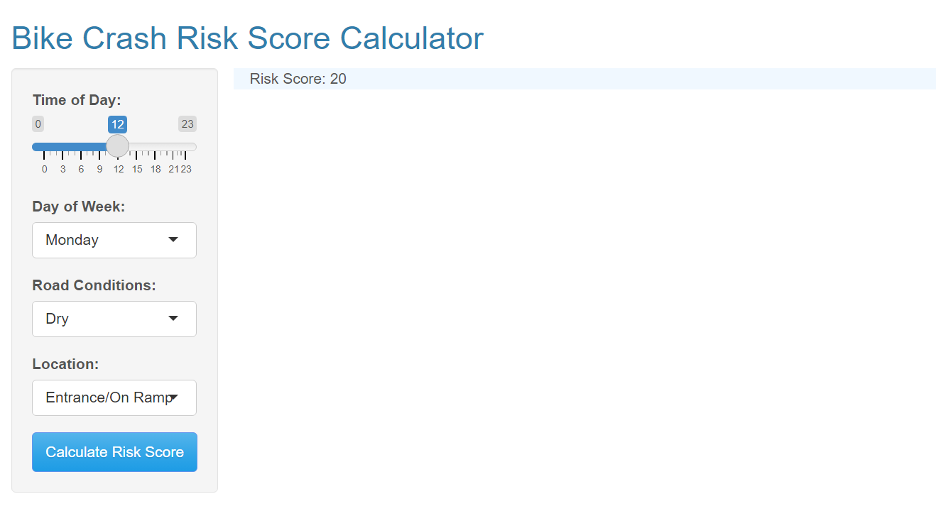 Bike Crash Risk Score Calculator
Risk Score: 20
Time of Day:
0 12 23
0 3 6 9 12 15 18 21 23
Day of Week:
Monday
Road Conditions:
Dry
Location:
Entrance/On Ramp
Calculate Risk Score